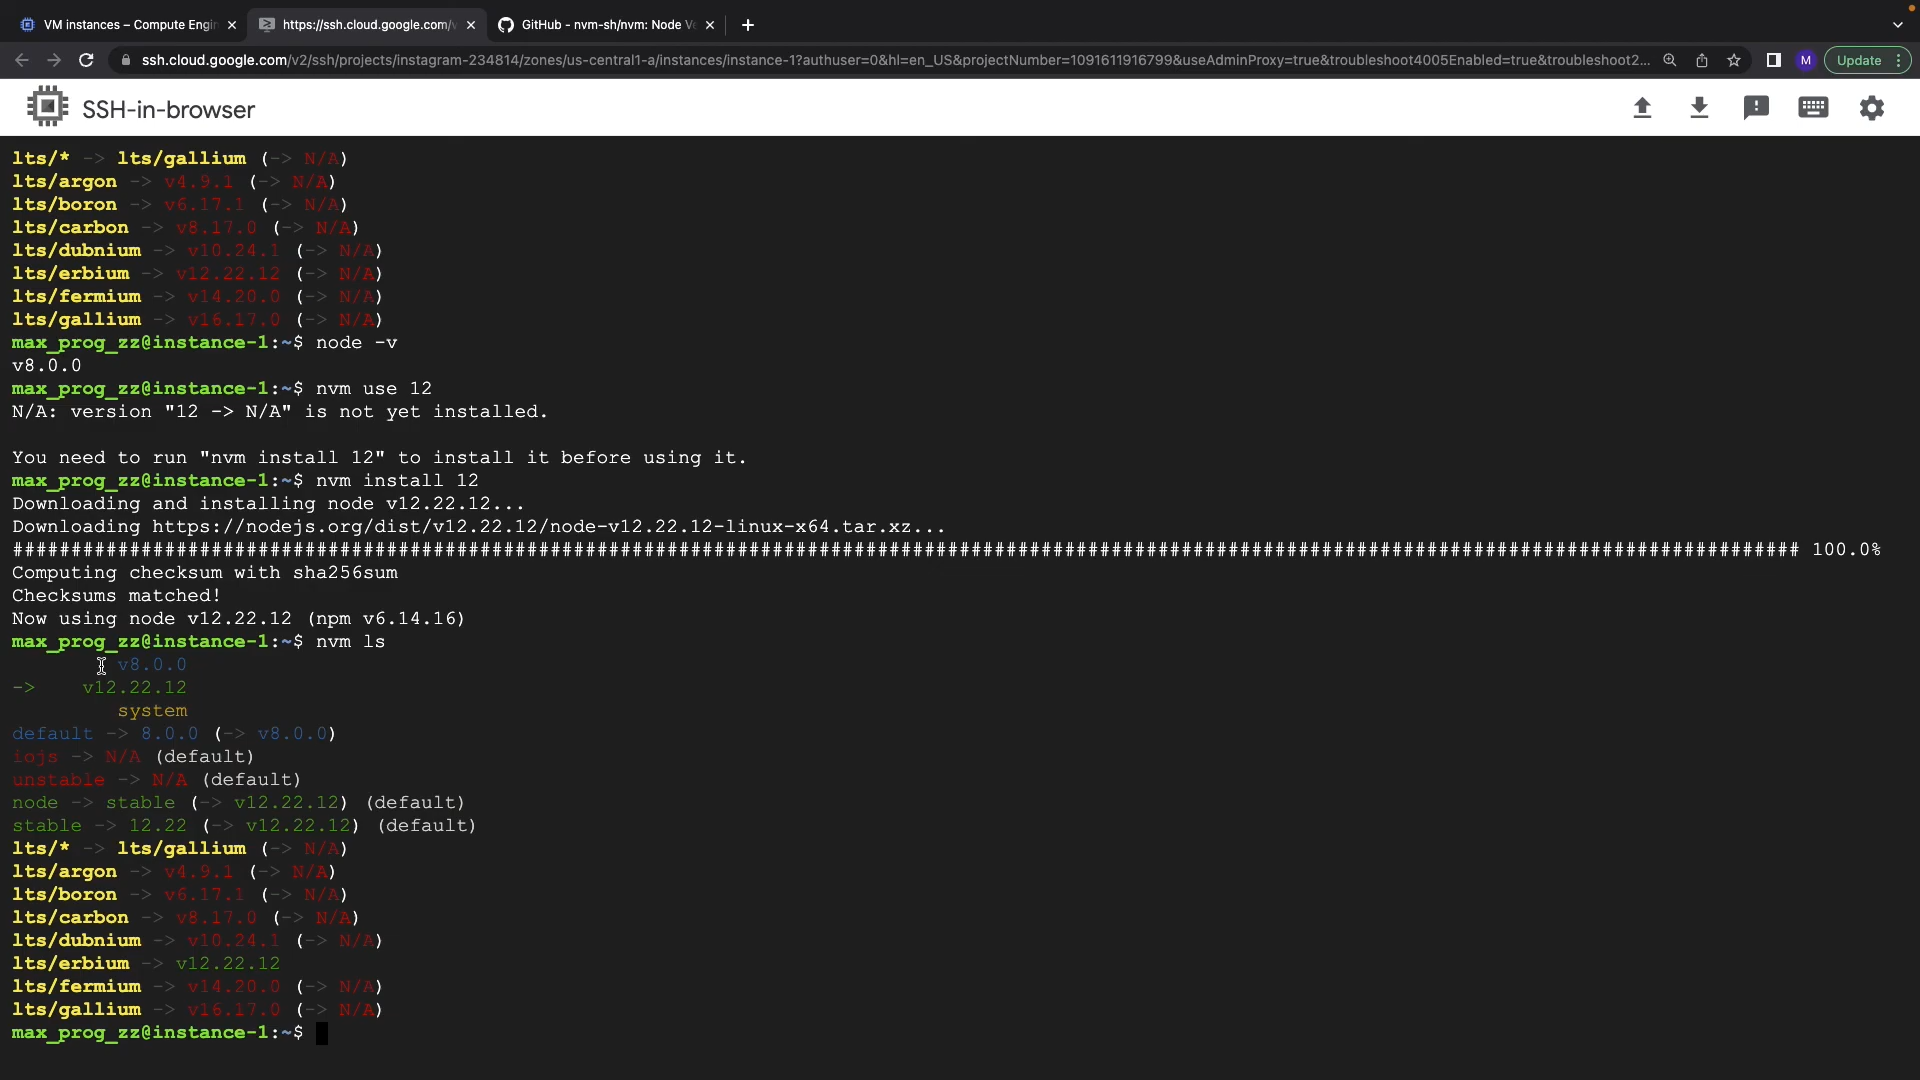 VM instances – Compute Engin
https://ssh.cloud.google.com/v
GitHub - nvm-sh/nvm: Node Ve
ssh.cloud.google.com/v2/ssh/projects/instagram-234814/zones/us-central1-a/instances/instance-1?authuser=0&hl=en_US&projectNumber=1091611916799&useAdminProxy=true&troubleshoot4005Enabled=true&troubleshoot2...
M
Update
SSH-in-browser
lts/* -> lts/gallium (-> N/A)
lts/argon -> v4.9.1 (-> N/A)
lts/boron -> v6.17.1 (-> N/A)
lts/carbon -> v8.17.0 (-> N/A)
lts/dubnium -> v10.24.1 (-> N/A)
lts/erbium -> v12.22.12 (-> N/A)
lts/fermium -> v14.20.0 (-> N/A)
lts/gallium -> v16.17.0 (-> N/A)
max_prog_zz@instance-1:~$ node -v
v8.0.0
max_prog_zz@instance-1:~$ nvm use 12
N/A: version "12 -> N/A" is not yet installed.
You need to run "nvm install 12" to install it before using it.
max_prog_zz@instance-1:~$ nvm install 12
Downloading and installing node v12.22.12...
Downloading https://nodejs.org/dist/v12.22.12/node-v12.22.12-linux-x64.tar.xz...
######################################################################################################################################################## 100.0%
Computing checksum with sha256sum
Checksums matched!
Now using node v12.22.12 (npm v6.14.16)
max_prog_zz@instance-1:~$ nvm ls
v8.0.0
-> v12.22.12
system
default -> 8.0.0 (-> v8.0.0)
iojs -> N/A (default)
unstable -> N/A (default)
node -> stable (-> v12.22.12) (default)
stable -> 12.22 (-> v12.22.12) (default)
lts/* -> lts/gallium (-> N/A)
lts/argon -> v4.9.1 (-> N/A)
lts/boron -> v6.17.1 (-> N/A)
lts/carbon -> v8.17.0 (-> N/A)
lts/dubnium -> v10.24.1 (-> N/A)
lts/erbium -> v12.22.12
lts/fermium -> v14.20.0 (-> N/A)
lts/gallium -> v16.17.0 (-> N/A)
max_prog_zz@instance-1:~$